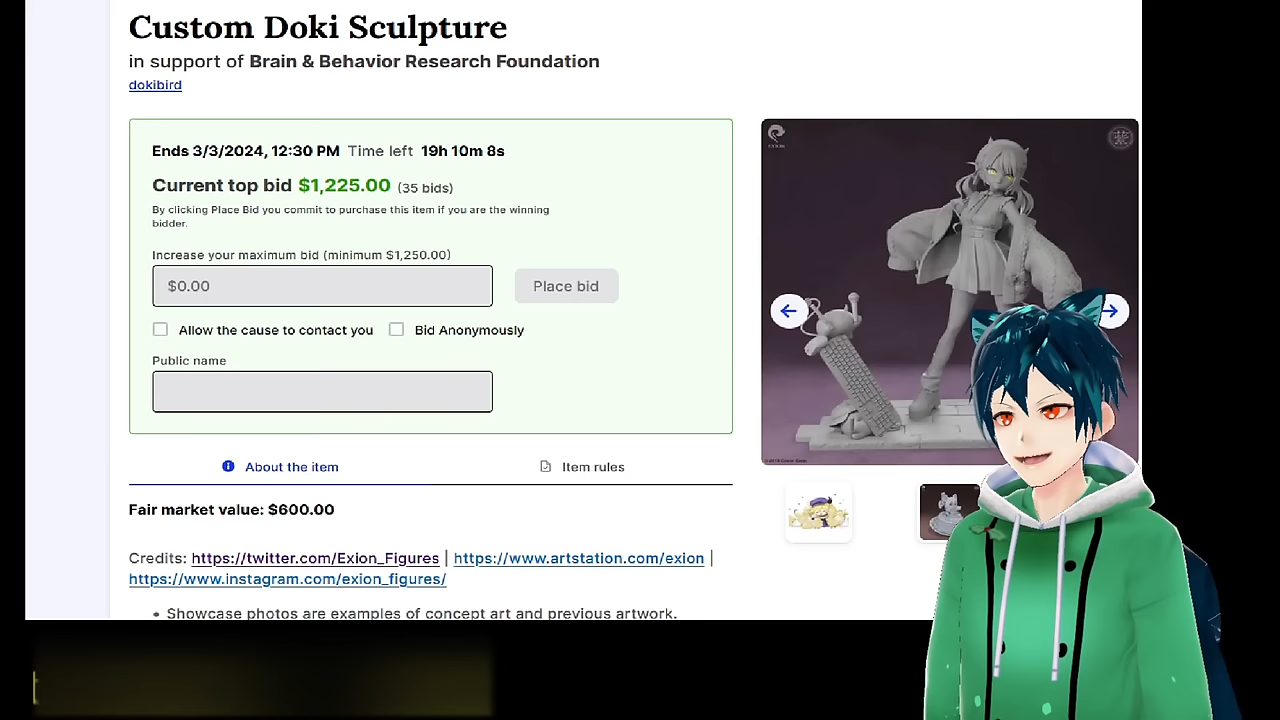 Custom Doki Sculpture
in support of Brain & Behavior Research Foundation
dokibird
Ends 3/3/2024, 12:30 PM Time left 19h 10m 8s
Current top bid $1,225.00 (35 bids)
By clicking Place Bid you commit to purchase this item if you are the winning
bidder.
Increase your maximum bid (minimum $1,250.00)
$0.00
Place bid
Allow the cause to contact you
Bid Anonymously
Public name
About the item
Item rules
Fair market value: $600.00
Credits: https://twitter.com/Exion_Figures | https://www.artstation.com/exion |
https://www.instagram.com/exion_figures/
• Showcase photos are examples of concept art and previous artwork.